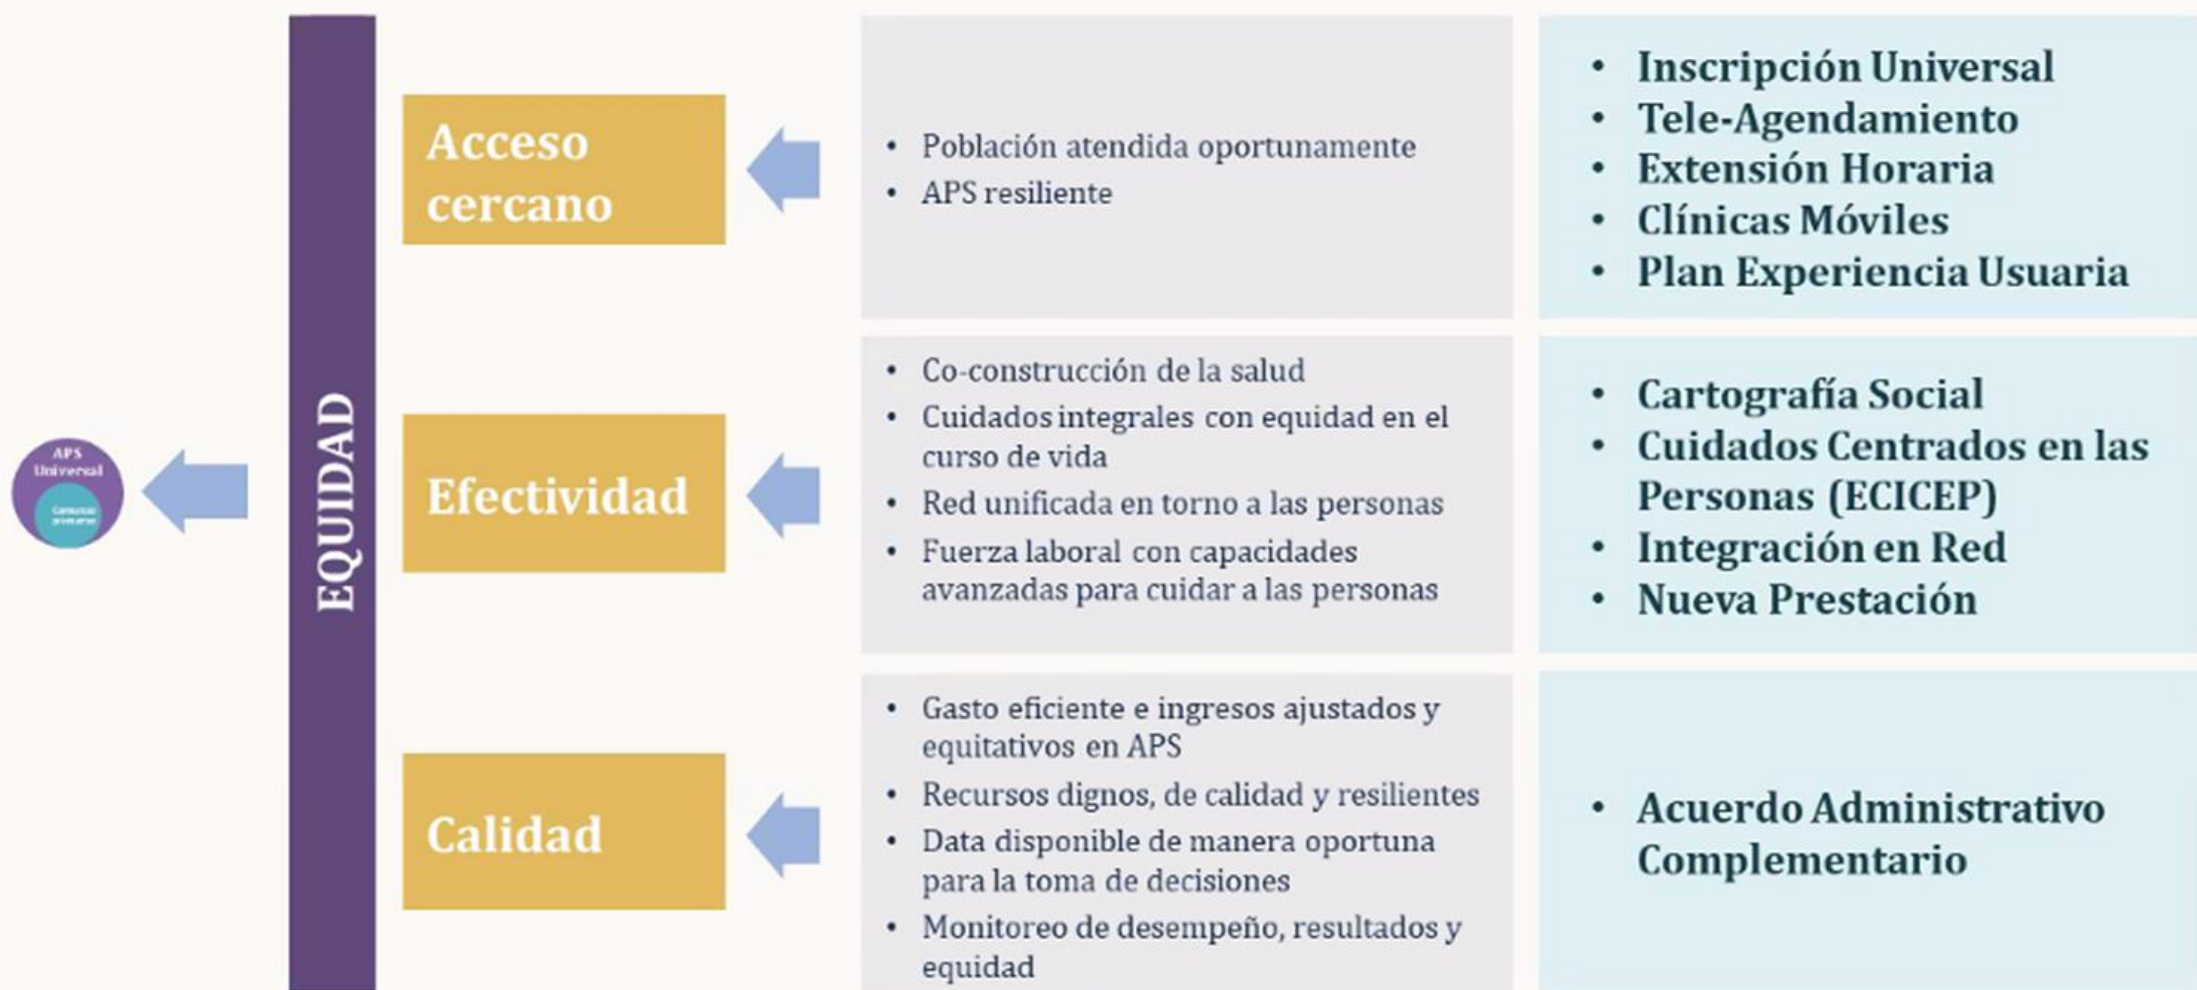 APS
Universal
EQUIDAD
Acceso
cercano
• Población atendida oportunamente
• APS resiliente
• Inscripción Universal
• Tele-Agendamiento
• Extensión Horaria
• Clínicas Móviles
• Plan Experiencia Usuaria
Efectividad
• Co-construcción de la salud
• Cuidados integrales con equidad en el
curso de vida
• Red unificada en torno a las personas
• Fuerza laboral con capacidades
avanzadas para cuidar a las personas
• Cartografía Social
• Cuidados Centrados en las
Personas (ECICEP)
• Integración en Red
• Nueva Prestación
Calidad
• Gasto eficiente e ingresos ajustados y
equitativos en APS
• Recursos dignos, de calidad y resilientes
• Data disponible de manera oportuna
para la toma de decisiones
• Monitoreo de desempeño, resultados y
equidad
• Acuerdo Administrativo
Complementario